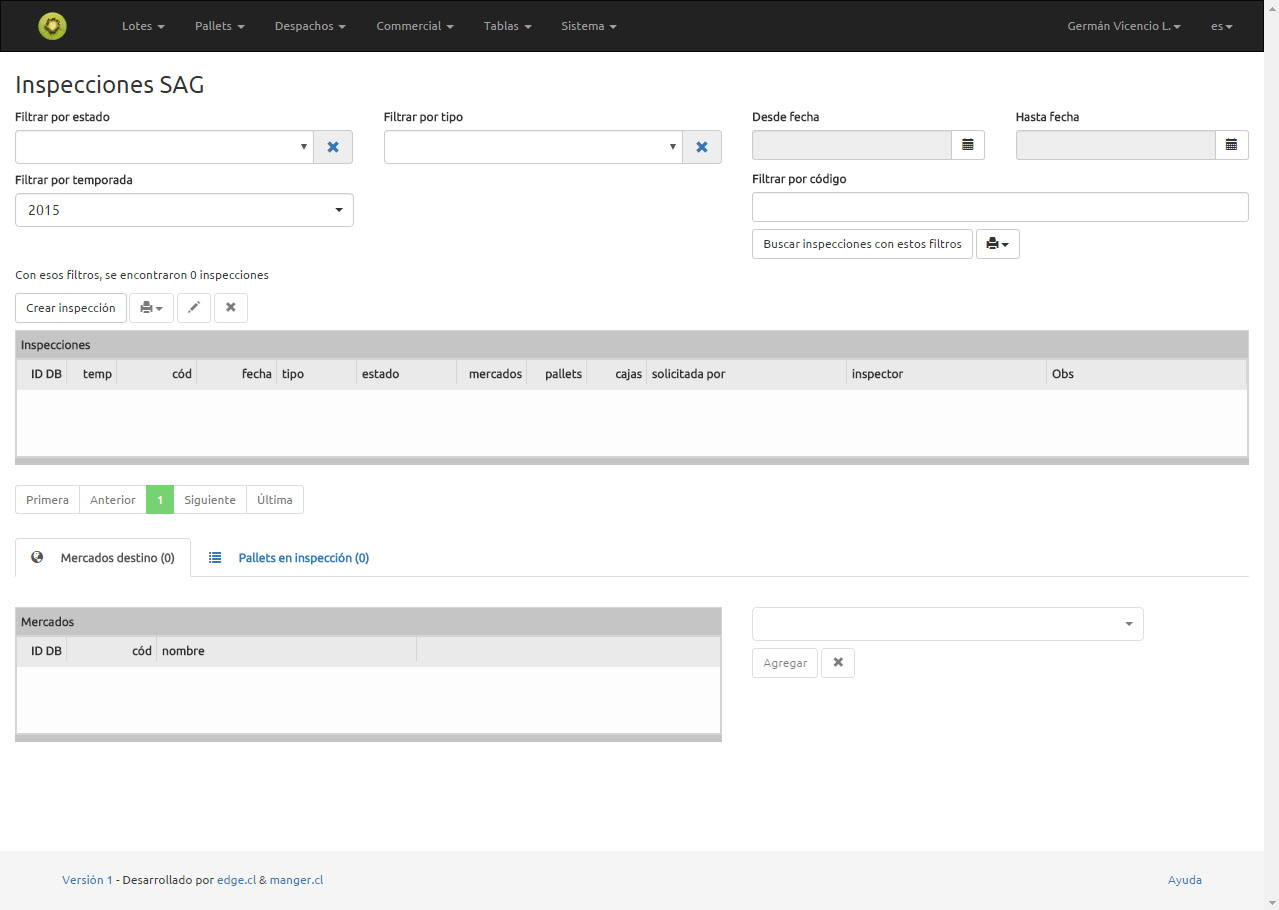 Lotes Pallets Despachos Commercial Tablas Sistema Germán Vicencio L. es
Inspecciones SAG
Filtrar por estado Filtrar por tipo Desde fecha Hasta fecha
Filtrar por temporada Filtrar por código
2015
Buscar inspecciones con estos filtros
Con esos filtros, se encontraron 0 inspecciones
Crear inspección
Inspecciones
ID DB temp cód fecha tipo estado mercados pallets cajas solicitada por inspector Obs
Primera Anterior 1 Siguiente Última
Mercados destino (0) Pallets en inspección (0)
Mercados
ID DB cód nombre
Agregar
Versión 1 - Desarrollado por edge.cl & manger.cl Ayuda